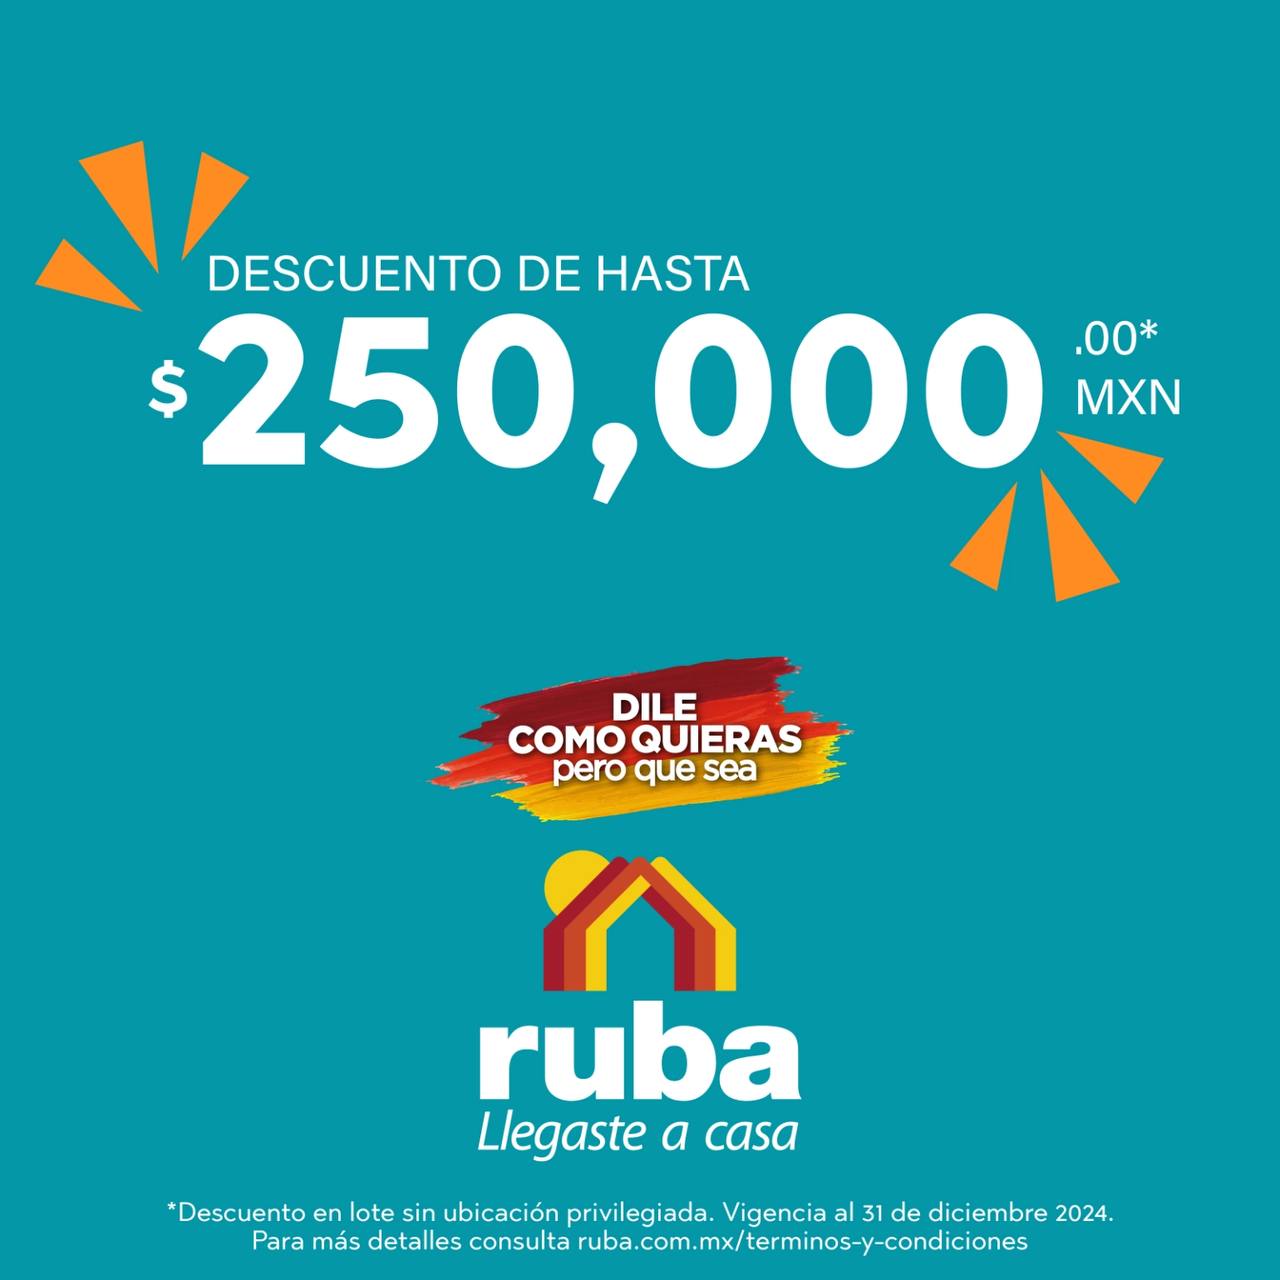 DESCUENTO DE HASTA
$250,000.00*
MXN
DILE
COMO QUIERAS
pero que sea
ruba
Llegaste a casa
*Descuento en lote sin ubicación privilegiada. Vigencia al 31 de diciembre 2024.
Para más detalles consulta ruba.com.mx/terminos-y-condiciones